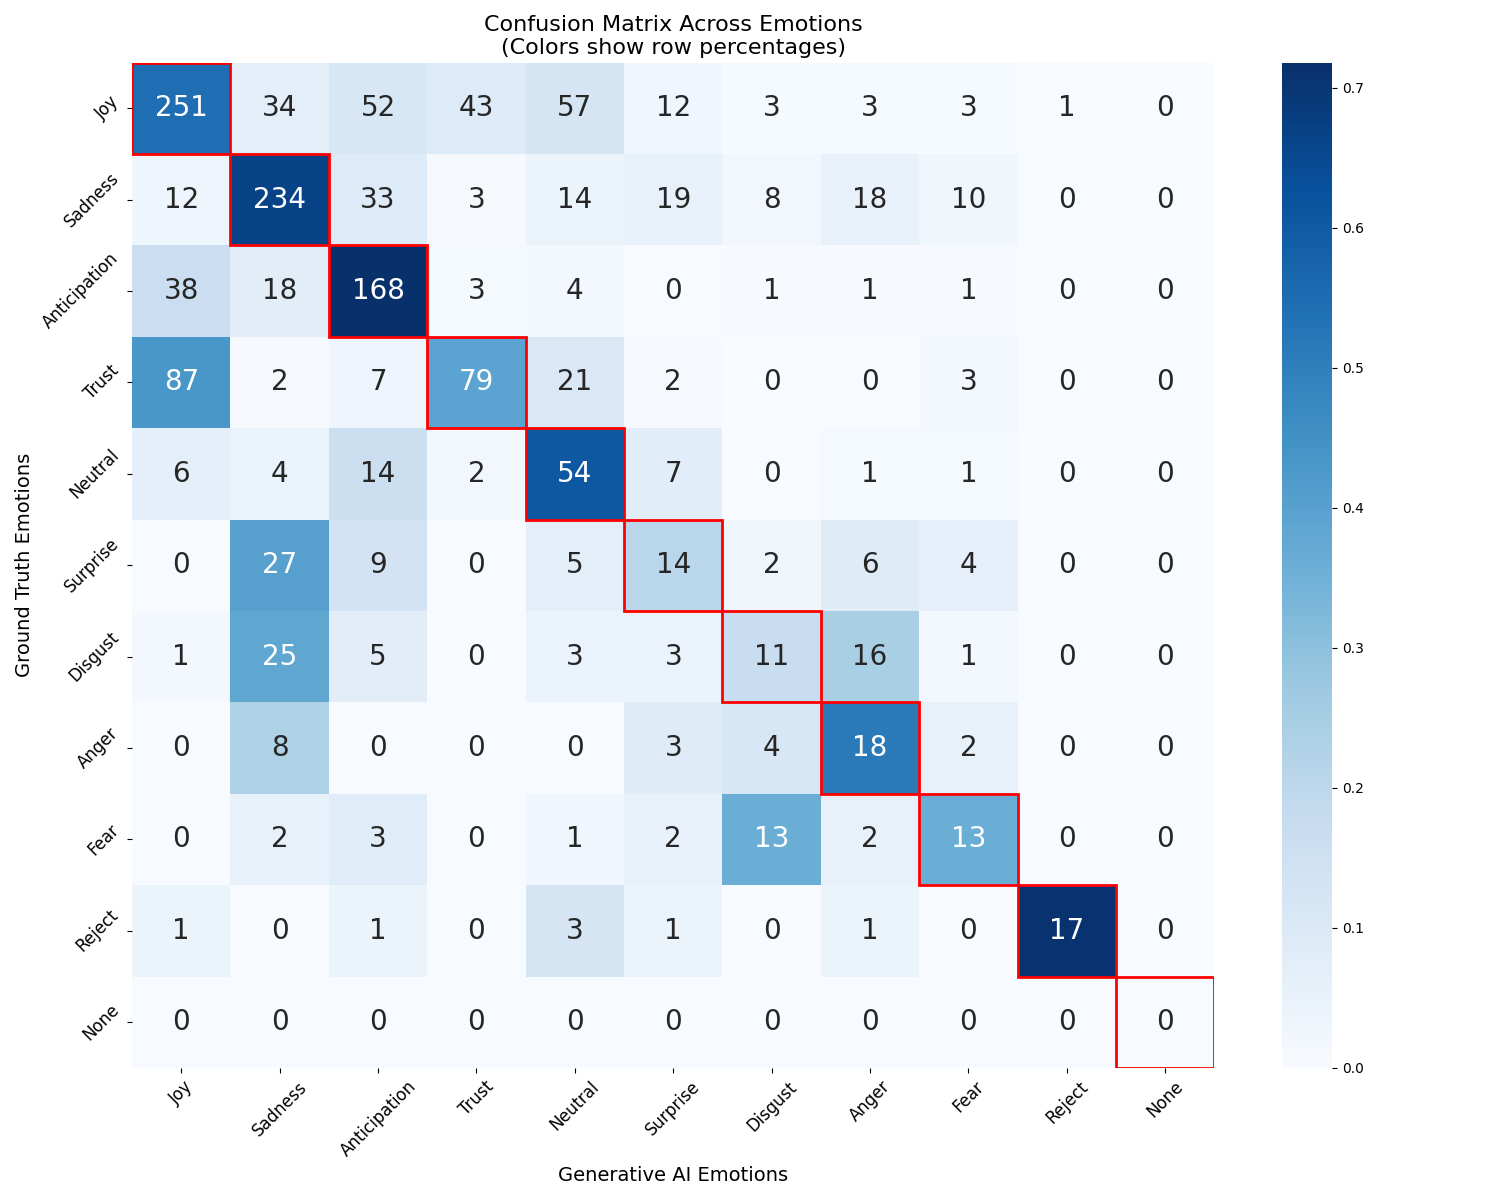 Confusion Matrix Across Emotions
(Colors show row percentages)
Ground Truth Emotions
Joy 251 34 52 43 57 12 3 3 3 1 0
Sadness 12 234 33 3 14 19 8 18 10 0 0
Anticipation 38 18 168 3 4 0 1 1 1 0 0
Trust 87 2 7 79 21 2 0 0 3 0 0
Neutral 6 4 14 2 54 7 0 1 1 0 0
Surprise 0 27 9 0 5 14 2 6 4 0 0
Disgust 1 25 5 0 3 3 11 16 1 0 0
Anger 0 8 0 0 0 3 4 18 2 0 0
Fear 0 2 3 0 1 2 13 2 13 0 0
Reject 1 0 1 0 3 1 0 1 0 17 0
None 0 0 0 0 0 0 0 0 0 0 0
Joy Sadness Anticipation Trust Neutral Surprise Disgust Anger Fear Reject None
Generative AI Emotions
0.7
0.6
0.5
0.4
0.3
0.2
0.1
0.0